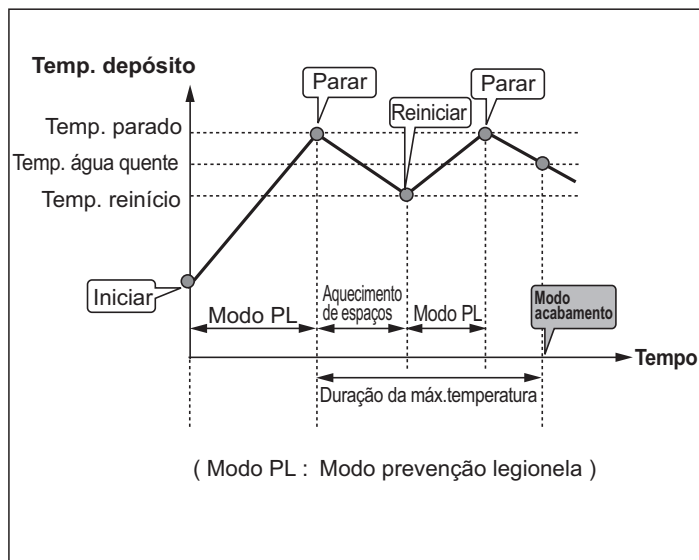 Temp. depósito
Parar
Parar
Reiniciar
Temp. parado
Temp. água quente
Temp. reinício
Iniciar
Modo PL
Aquecimento
de espaços
Modo PL
Modo
acabamento
Tempo
Duração da máx.temperatura
( Modo PL : Modo prevenção legionela )